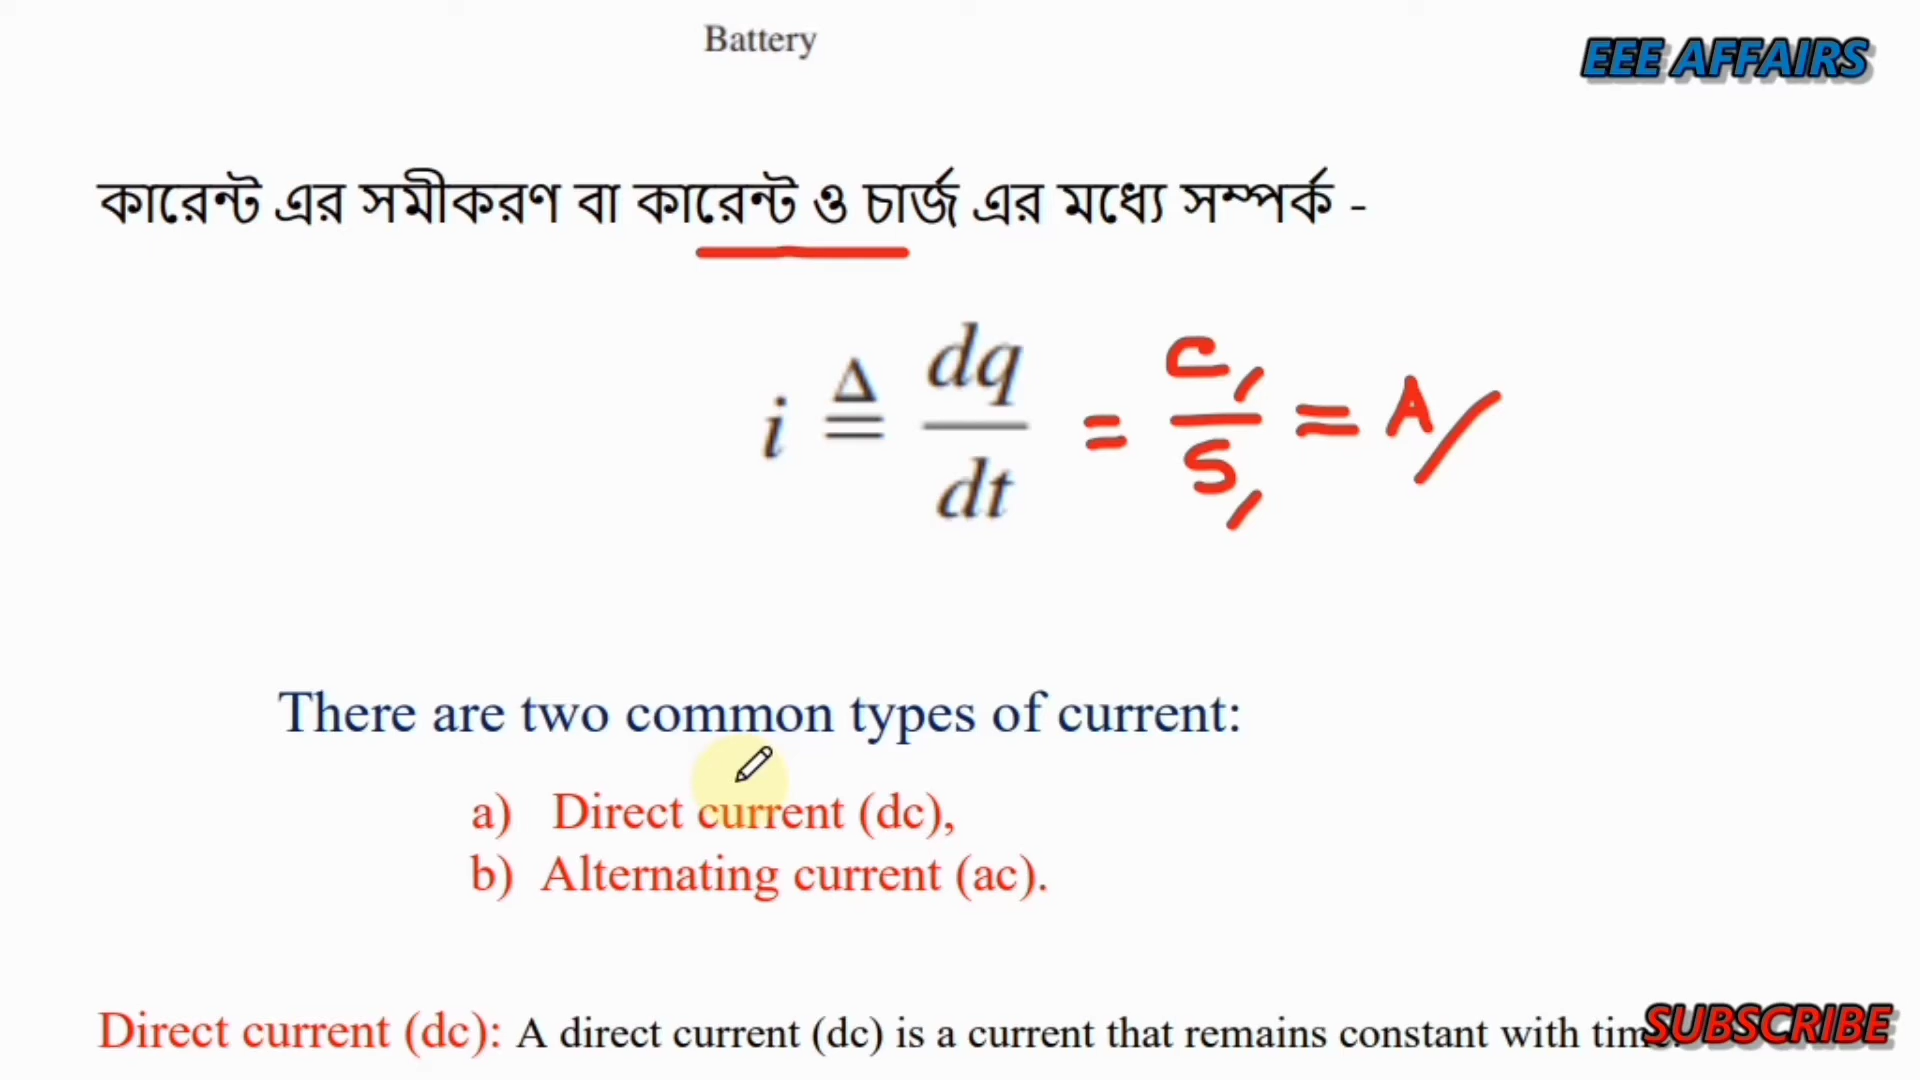 Battery
EEE AFFAIRS
কারেন্ট এর সমীকরণ বা কারেন্ট ও চার্জ এর মধ্যে সম্পর্ক -
i ≜ dq/dt = C/S = A
There are two common types of current:
a) Direct current (dc),
b) Alternating current (ac).
Direct current (dc): A direct current (dc) is a current that remains constant with time.
SUBSCRIBE